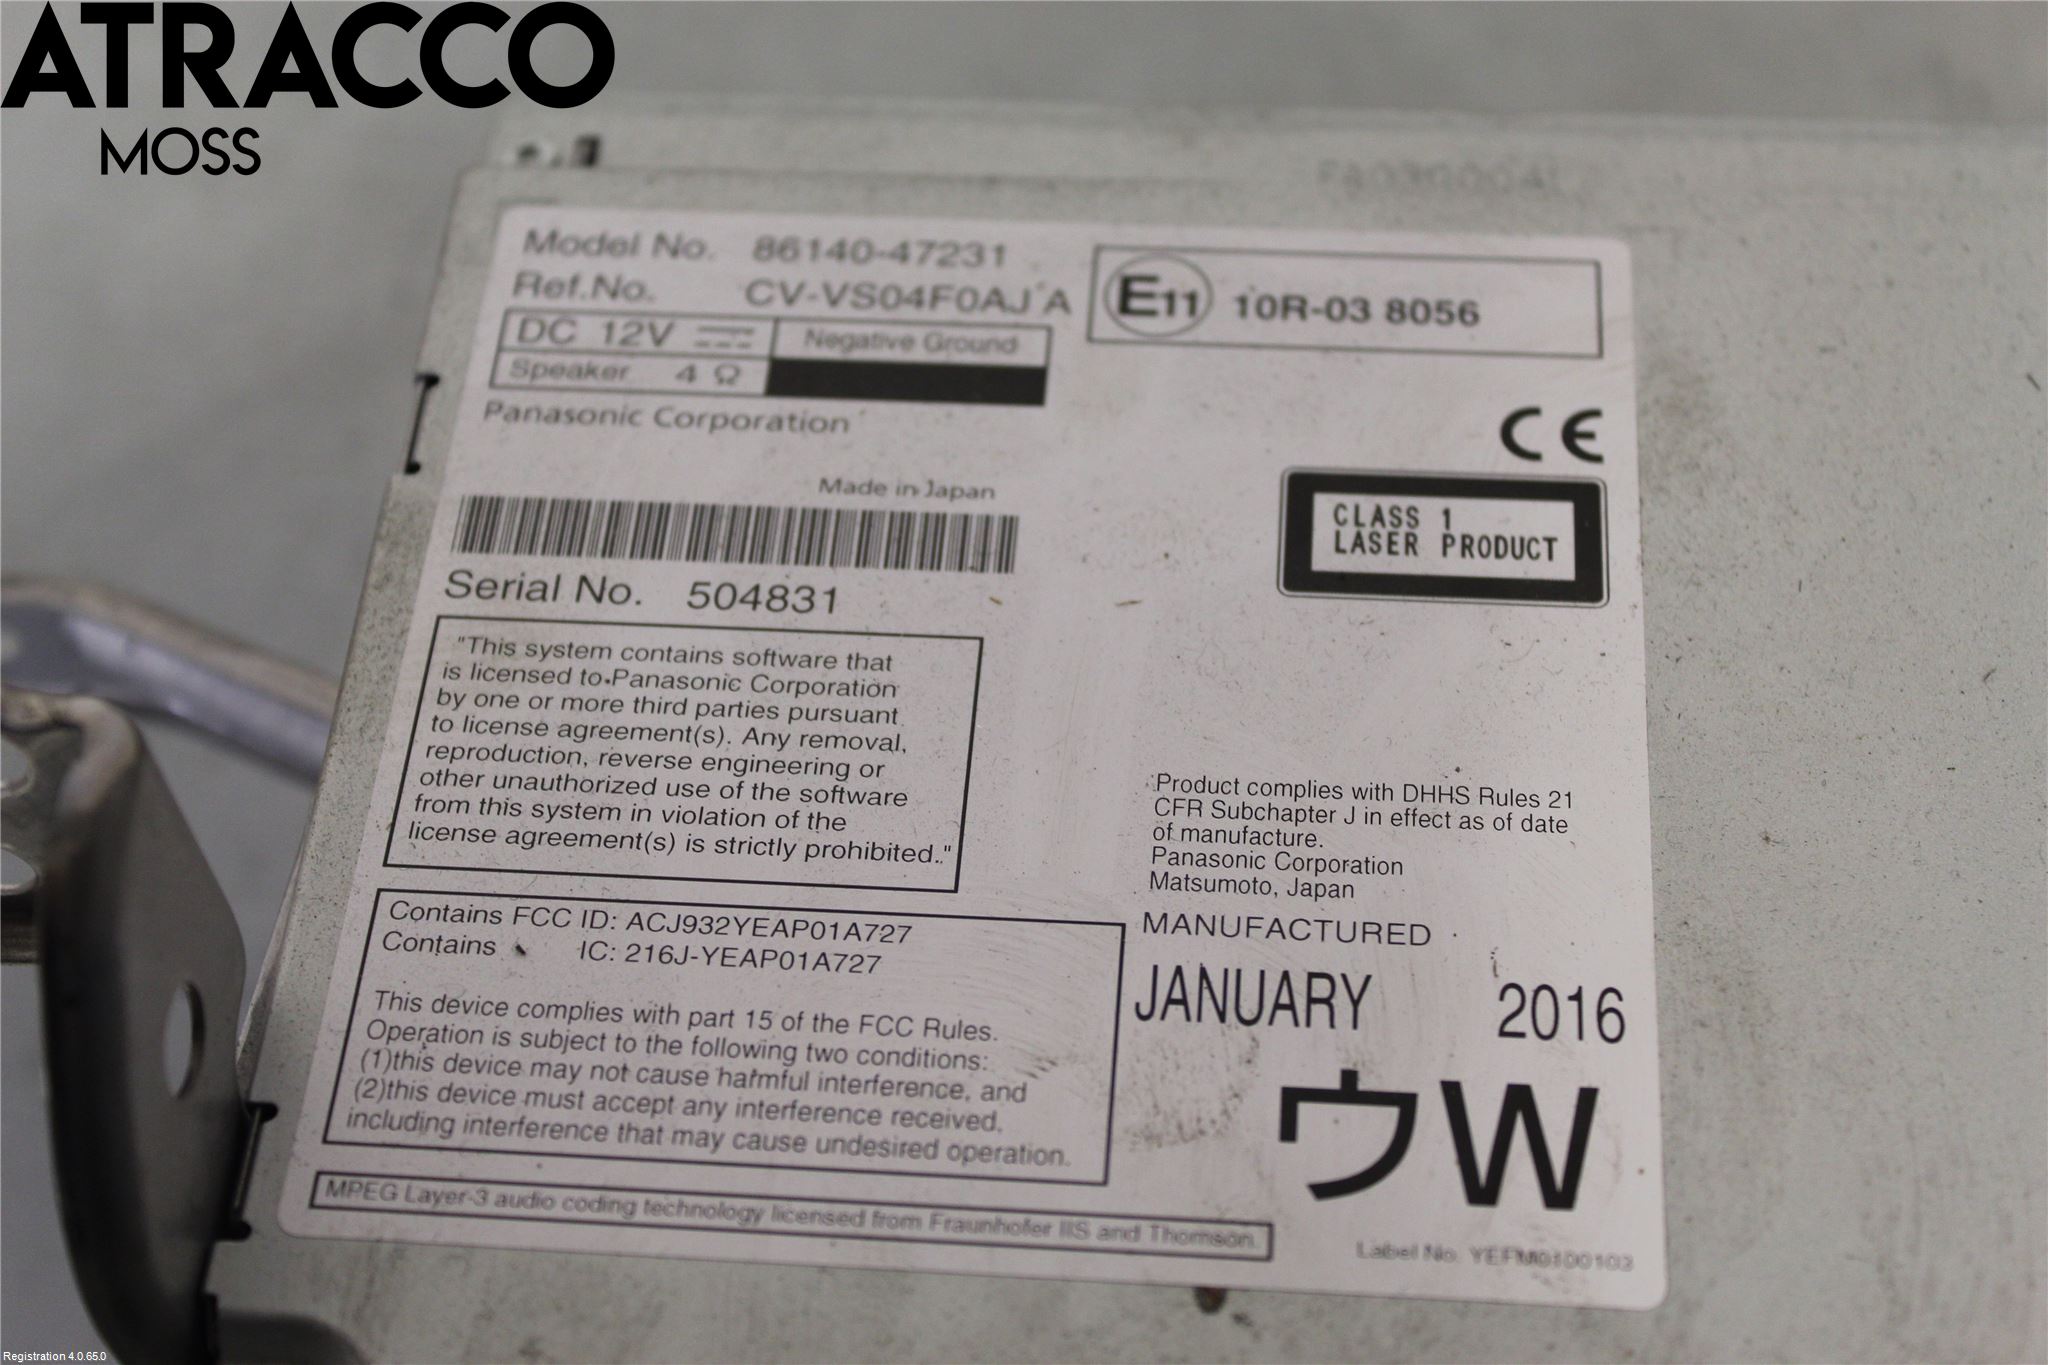 ATRACCO
MOSS
Model No. 86140-47231
Ref.No. CV-VS04F0AJ A
DC 12V Negative Ground
Speaker 4 Ω
Panasonic Corporation
Made in Japan
Serial No. 504831
"This system contains software that
is licensed to Panasonic Corporation
by one or more third parties pursuant
to license agreement(s). Any removal,
reproduction, reverse engineering or
other unauthorized use of the software
from this system in violation of the
license agreement(s) is strictly prohibited."
Contains FCC ID: ACJ932YEAP01A727
Contains IC: 216J-YEAP01A727
This device complies with part 15 of the FCC Rules.
Operation is subject to the following two conditions:
(1)this device may not cause harmful interference, and
(2)this device must accept any interference received,
including interference that may cause undesired operation.
MPEG Layer-3 audio coding technology licensed from Fraunhofer IIS and Thomson.
E11 10R-03 8056
CE
CLASS 1
LASER PRODUCT
Product complies with DHHS Rules 21
CFR Subchapter J in effect as of date
of manufacture.
Panasonic Corporation
Matsumoto, Japan
MANUFACTURED
JANUARY 2016
ウW
Label No. YEFM0100103
Registration 4.0.65.0